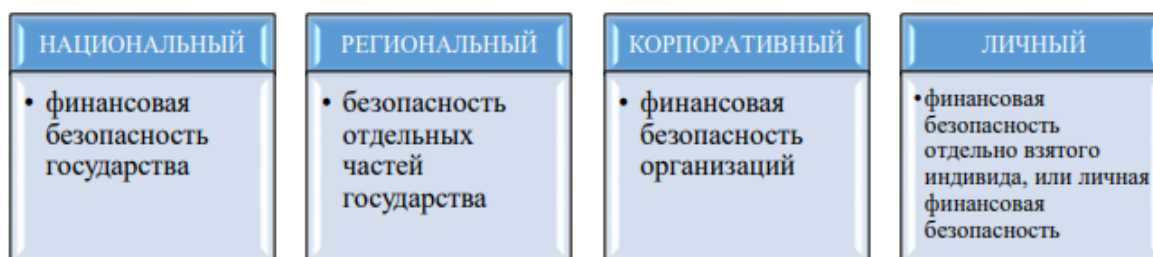 НАЦИОНАЛЬНЫЙ
• финансовая
безопасность
государства
РЕГИОНАЛЬНЫЙ
• безопасность
отдельных
частей
государства
КОРПОРАТИВНЫЙ
• финансовая
безопасность
организаций
ЛИЧНЫЙ
•финансовая
безопасность
отдельно взятого
индивида, или личная
финансовая
безопасность